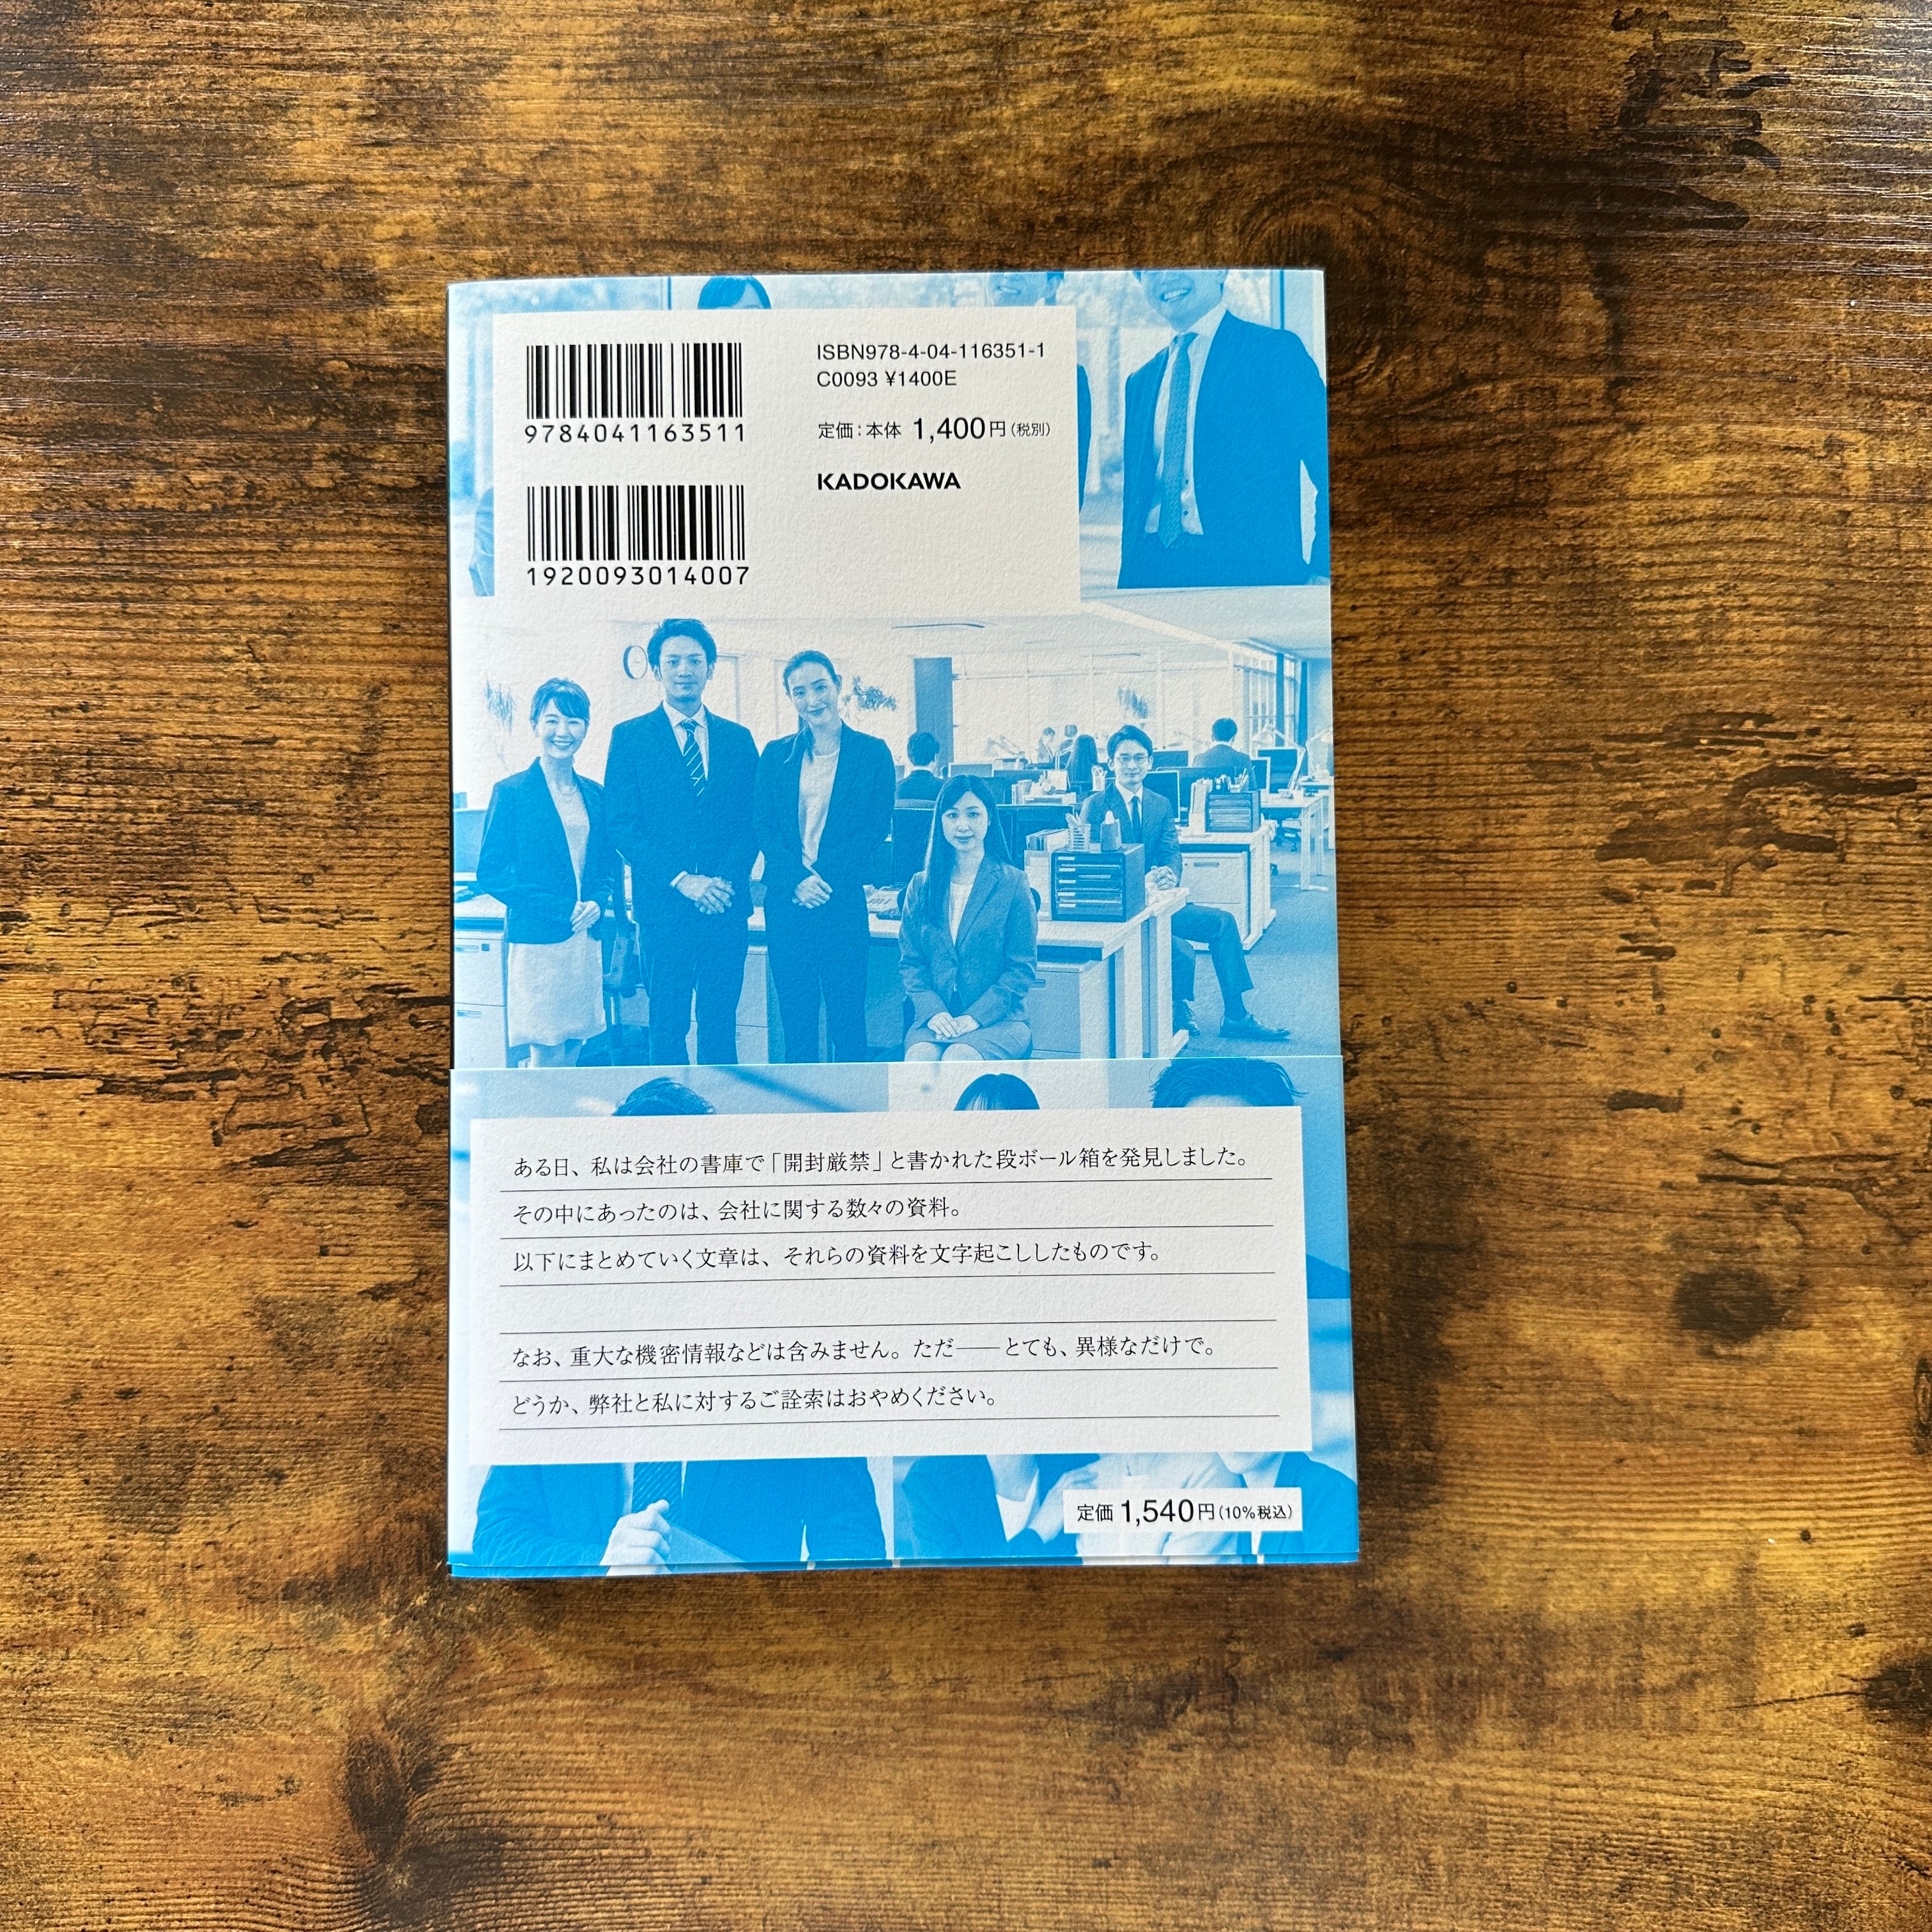 9784041163511
1920093014007
ISBN978-4-04-116351-1
C0093 ¥1400E
定価：本体 1,400円（税別）
KADOKAWA
ある日、私は会社の書庫で「開封厳禁」と書かれた段ボール箱を発見しました。
その中にあったのは、会社に関する数々の資料。
以下にまとめていく文章は、それらの資料を文字起こししたものです。
なお、重大な機密情報などは含みません。ただ――とても、異様なだけで。
どうか、弊社と私に対するご詮索はおやめください。
定価 1,540円（10%税込）